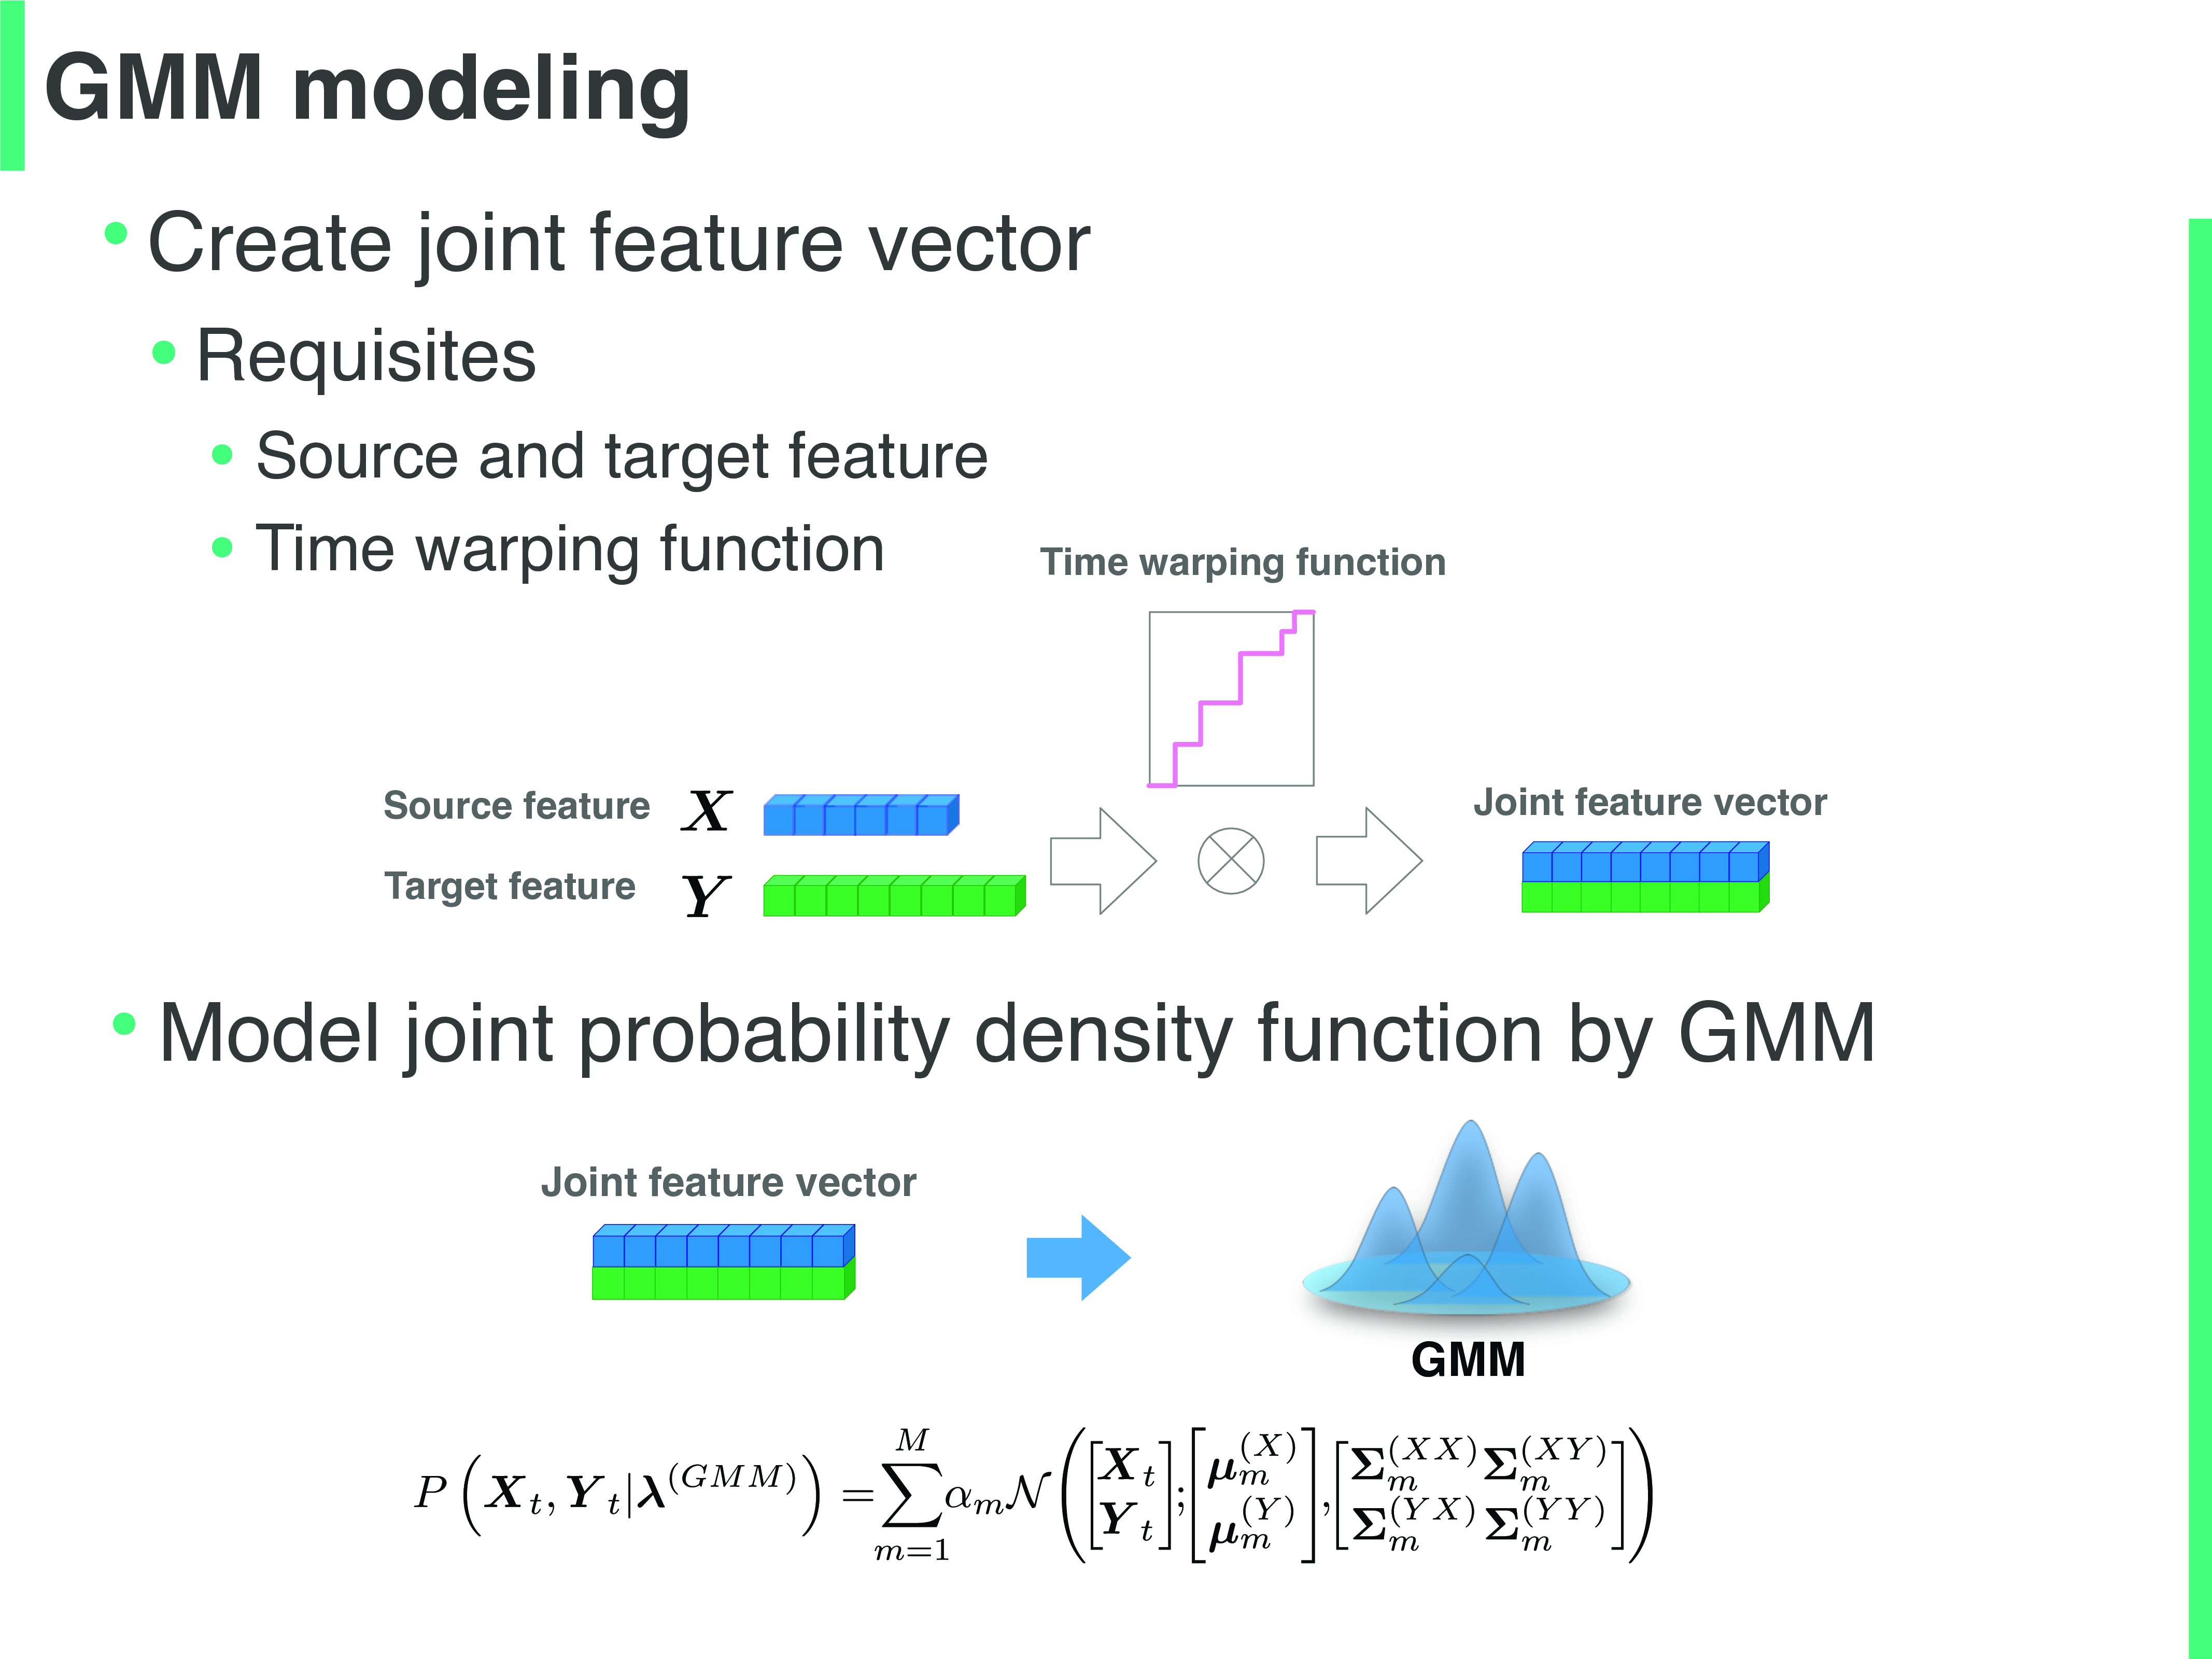 GMM modeling
• Create joint feature vector
• Requisites
• Source and target feature
• Time warping function
Time warping function
Source feature X
Joint feature vector
Target feature Y
• Model joint probability density function by GMM
Joint feature vector
GMM
$P\left(\boldsymbol{X}_t, \boldsymbol{Y}_t | \boldsymbol{\lambda}^{(GMM)}\right) = \sum_{m=1}^{M} \alpha_m \mathcal{N}\left(\begin{bmatrix} \boldsymbol{X}_t \\ \boldsymbol{Y}_t \end{bmatrix}; \begin{bmatrix} \boldsymbol{\mu}_m^{(X)} \\ \boldsymbol{\mu}_m^{(Y)} \end{bmatrix}, \begin{bmatrix} \boldsymbol{\Sigma}_m^{(XX)} & \boldsymbol{\Sigma}_m^{(XY)} \\ \boldsymbol{\Sigma}_m^{(YX)} & \boldsymbol{\Sigma}_m^{(YY)} \end{bmatrix}\right)$